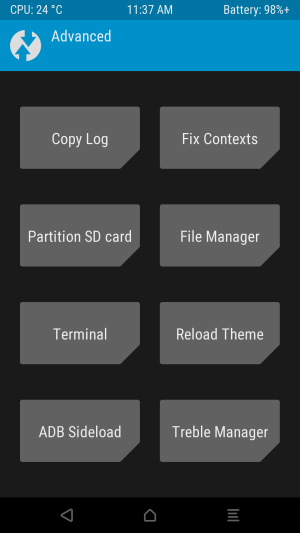 CPU: 24 °C 11:37 AM Battery: 98%+
Advanced
Copy Log Fix Contexts
Partition SD card File Manager
Terminal Reload Theme
ADB Sideload Treble Manager